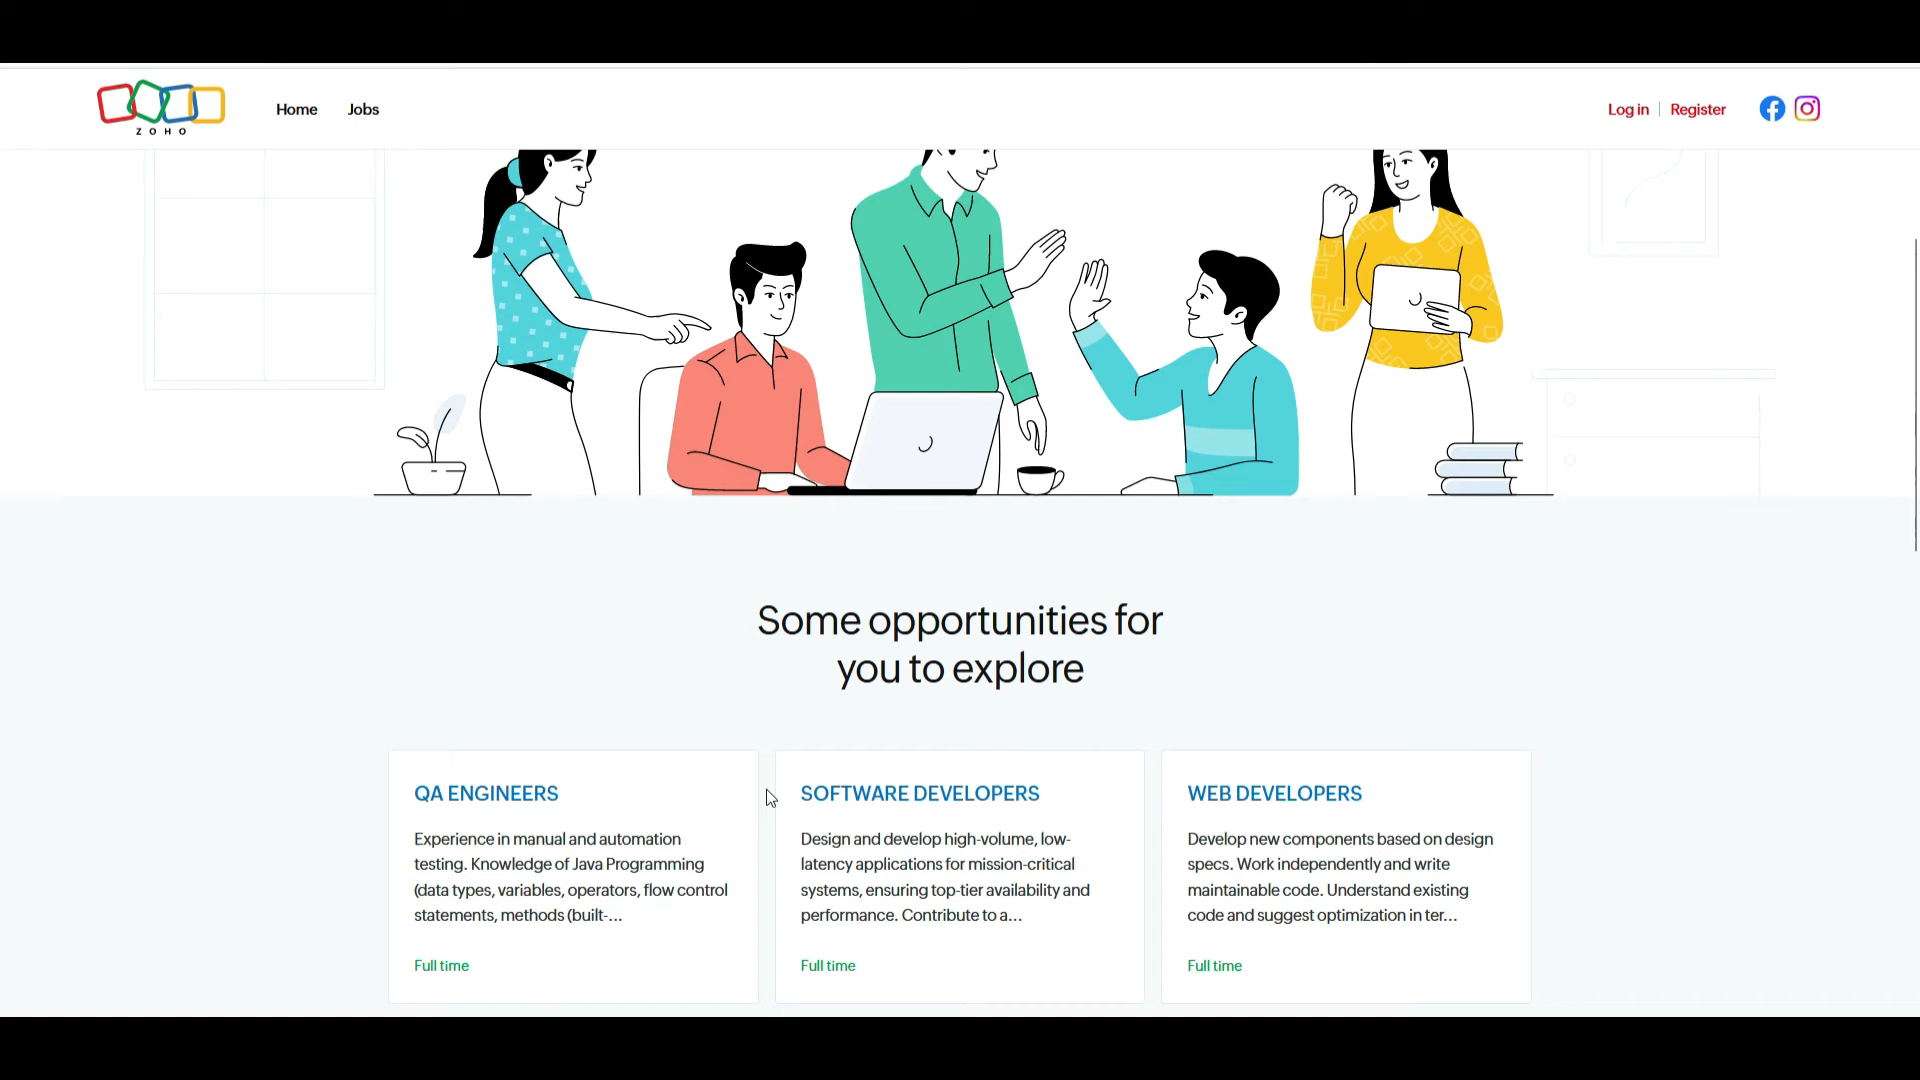 ZOHO
Home Jobs
Log in | Register
Some opportunities for
you to explore
QA ENGINEERS
Experience in manual and automation
testing. Knowledge of Java Programming
(data types, variables, operators, flow control
statements, methods (built-...
Full time
SOFTWARE DEVELOPERS
Design and develop high-volume, low-
latency applications for mission-critical
systems, ensuring top-tier availability and
performance. Contribute to a...
Full time
WEB DEVELOPERS
Develop new components based on design
specs. Work independently and write
maintainable code. Understand existing
code and suggest optimization in ter...
Full time